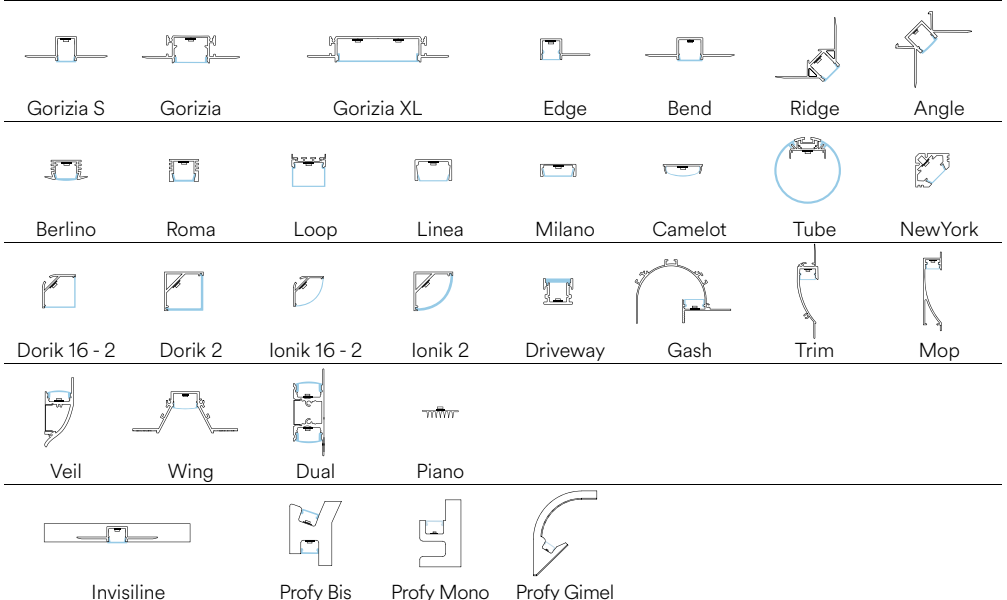 Gorizia S Gorizia Gorizia XL Edge Bend Ridge Angle
Berlino Roma Loop Linea Milano Camelot Tube NewYork
Dorik 16 - 2 Dorik 2 Ionik 16 - 2 Ionik 2 Driveway Gash Trim Mop
Veil Wing Dual Piano
Invisiline Profy Bis Profy Mono Profy Gimel